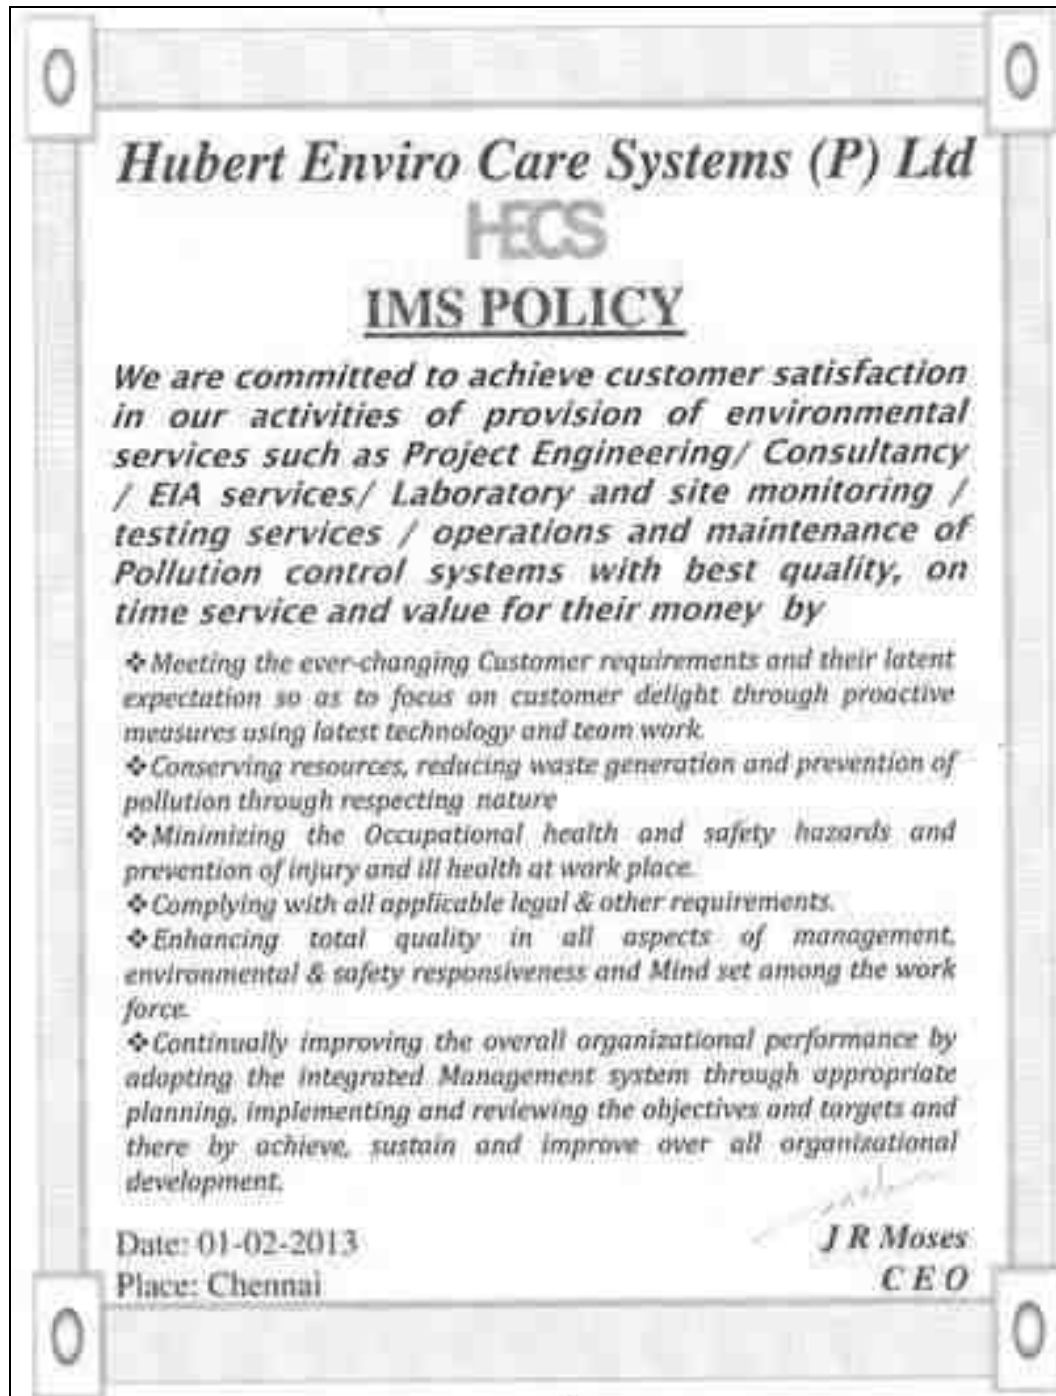 Hubert Enviro Care Systems (P) Ltd
HECS
IMS POLICY
We are committed to achieve customer satisfaction
in our activities of provision of environmental
services such as Project Engineering/ Consultancy
/ EIA services/ Laboratory and site monitoring /
testing services / operations and maintenance of
Pollution control systems with best quality, on
time service and value for their money by
❖Meeting the ever-changing Customer requirements and their latent
expectation so as to focus on customer delight through proactive
measures using latest technology and team work.
❖Conserving resources, reducing waste generation and prevention of
pollution through respecting nature
❖Minimizing the Occupational health and safety hazards and
prevention of injury and ill health at work place.
❖Complying with all applicable legal & other requirements.
❖Enhancing total quality in all aspects of management,
environmental & safety responsiveness and Mind set among the work
force.
❖Continually improving the overall organizational performance by
adopting the integrated Management system through appropriate
planning, implementing and reviewing the objectives and targets and
there by achieve, sustain and improve over all organizational
development.
Date: 01-02-2013
Place: Chennai
J R Moses
C E O